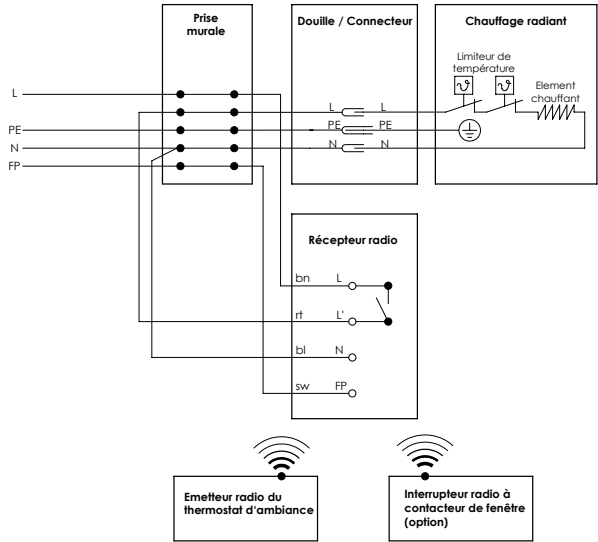 Prise
murale
Douille / Connecteur
Chauffage radiant
Limiteur de
température
ϑ ϑ
Element
chauffant
L
L L
PE
PE PE
N
N N
FP
Récepteur radio
bn L
rt L'
bl N
sw FP
Emetteur radio du
thermostat d'ambiance
Interrupteur radio à
contacteur de fenêtre
(option)